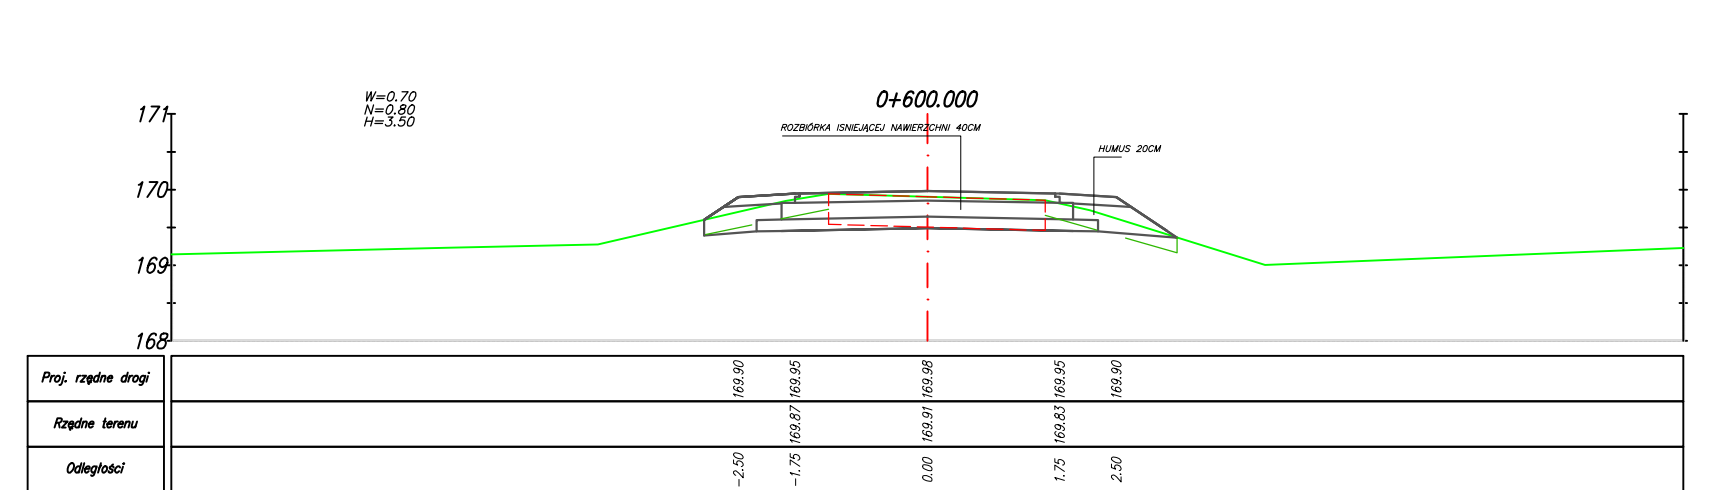 W=0.70
N=0.80
H=3.50
0+600.000
171
ROZBIÓRKA ISNIEJĄCEJ NAWIERZCHNI 40CM
HUMUS 20CM
170
169
168
Proj. rzędne drogi 169.90 169.95 169.98 169.95 169.90
Rzędne terenu 169.87 169.91 169.83
Odległości -2.50 -1.75 0.00 1.75 2.50